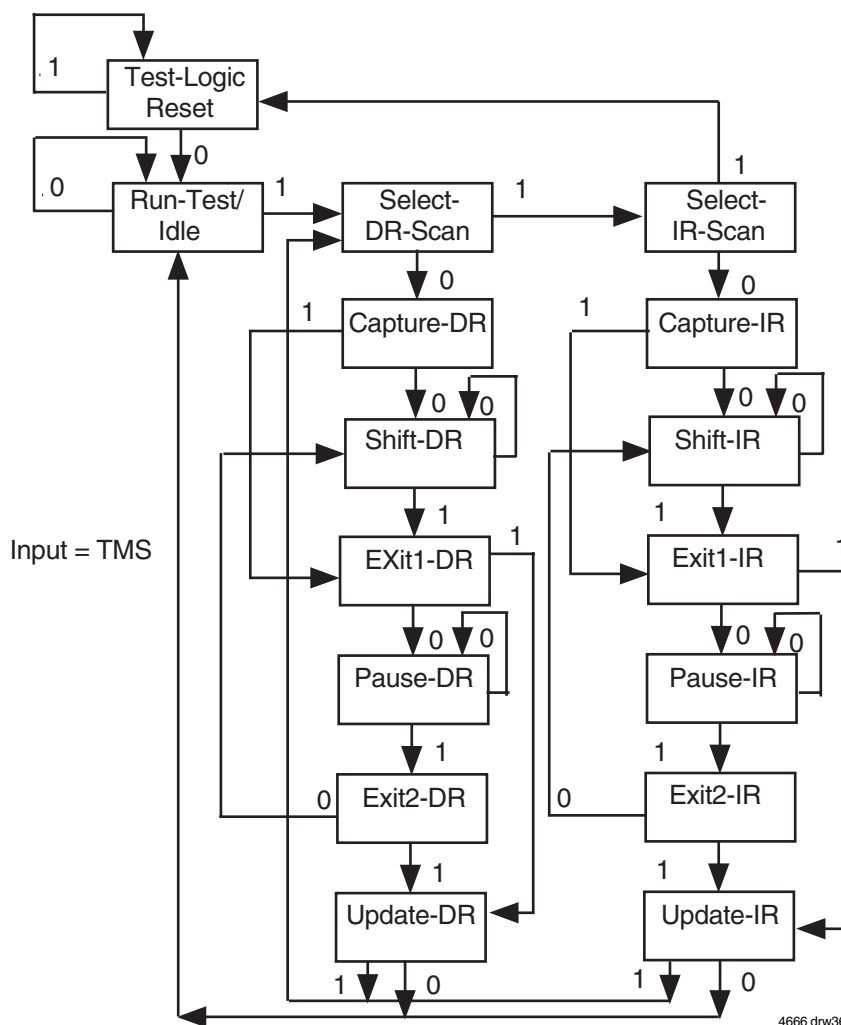 . 1
Test-Logic
Reset
0
1
. 0
Run-Test/
Idle
1
Select-
DR-Scan
1
Select-
IR-Scan
0
0
1
Capture-DR
1
Capture-IR
0
0
0
0
Shift-DR
Shift-IR
1
1
Input = TMS
EXit1-DR
1
Exit1-IR
1
0
0
0
0
Pause-DR
Pause-IR
1
1
0
Exit2-DR
0
Exit2-IR
1
1
Update-DR
Update-IR
1
0
1
0
4666 drw36